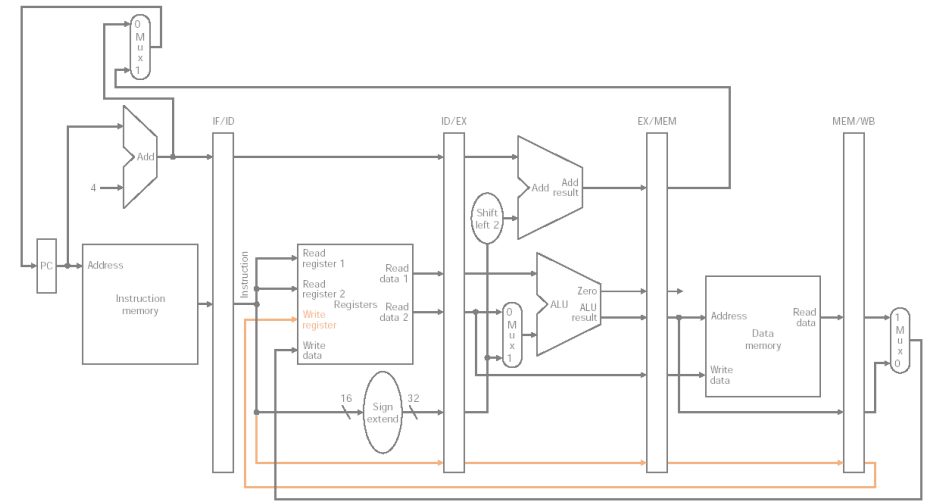 0
M
u
x
1
IF/ID
ID/EX
EX/MEM
MEM/WB
Add
4
Add
Add
result
Shift
left 2
PC
Address
Instruction
memory
Instruction
Read
register 1
Read
register 2
Write
register
Write
data
Registers
Read
data 1
Read
data 2
0
M
u
x
1
ALU
Zero
ALU
result
Address
Write
data
Data
memory
Read
data
1
M
u
x
0
16
Sign
extend
32